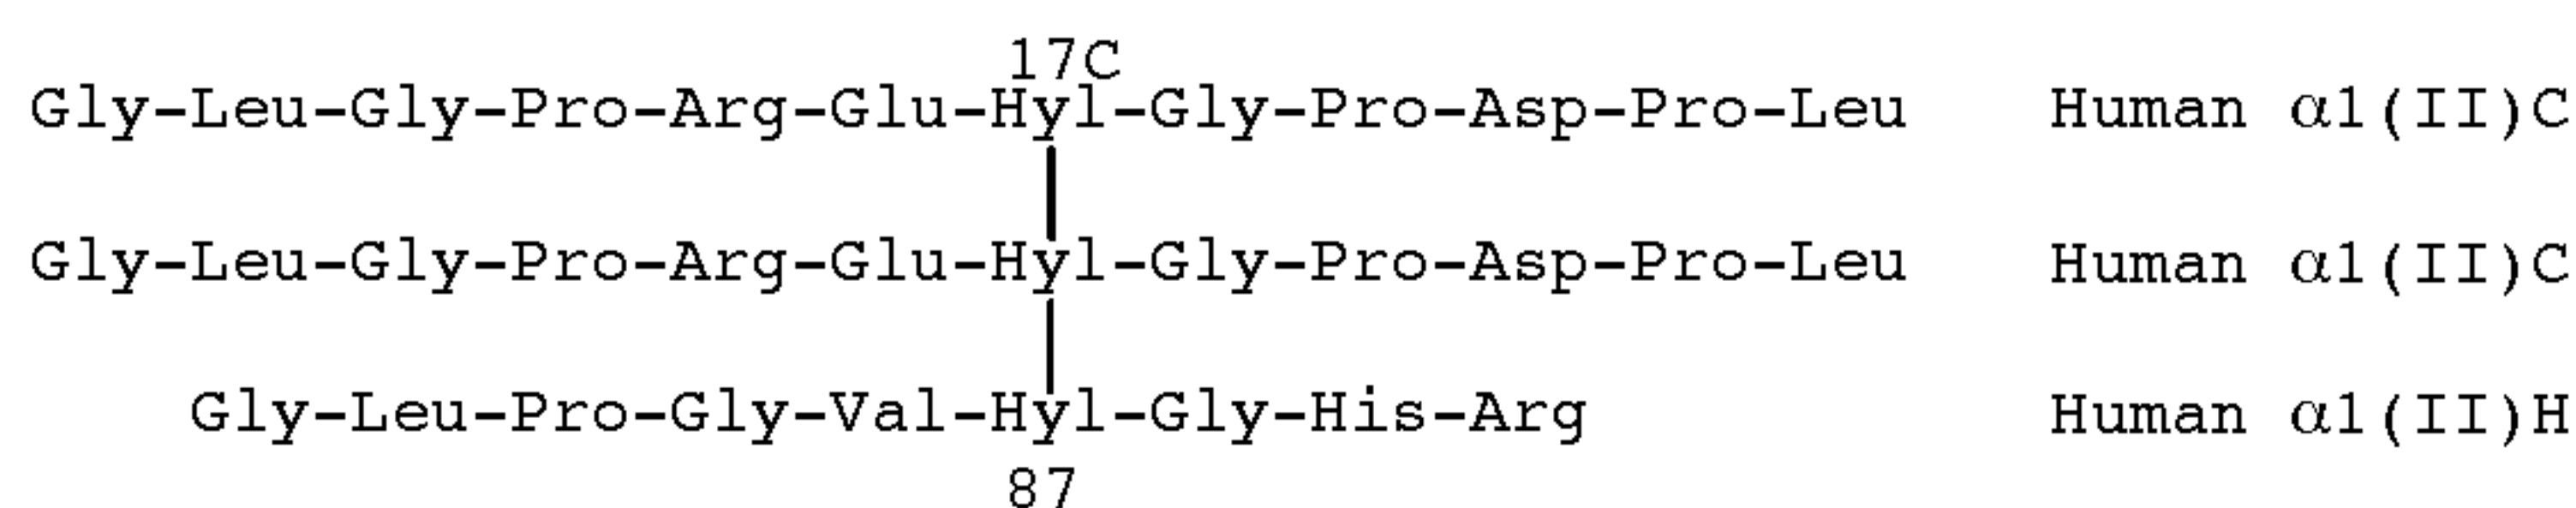 17C
Gly-Leu-Gly-Pro-Arg-Glu-Hyl-Gly-Pro-Asp-Pro-Leu Human α1(II)C
Gly-Leu-Gly-Pro-Arg-Glu-Hyl-Gly-Pro-Asp-Pro-Leu Human α1(II)C
Gly-Leu-Pro-Gly-Val-Hyl-Gly-His-Arg Human α1(II)H
87